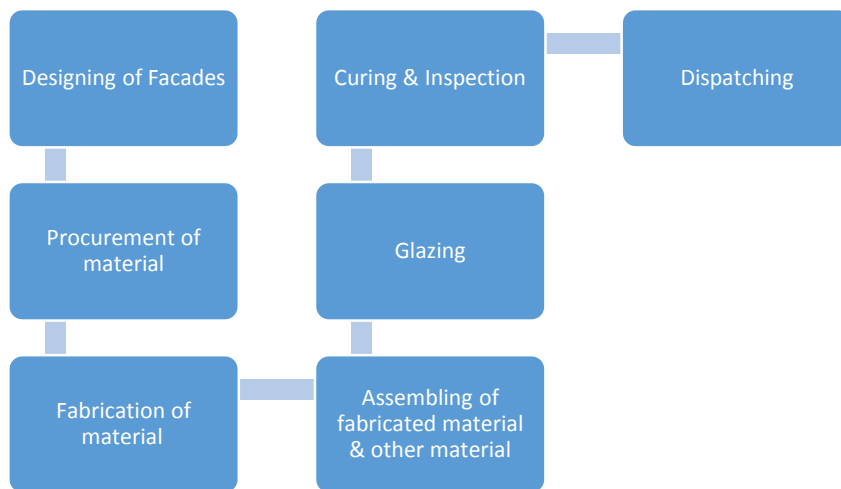 Designing of Facades
Procurement of
material
Fabrication of
material
Assembling of
fabricated material
& other material
Glazing
Curing & Inspection
Dispatching